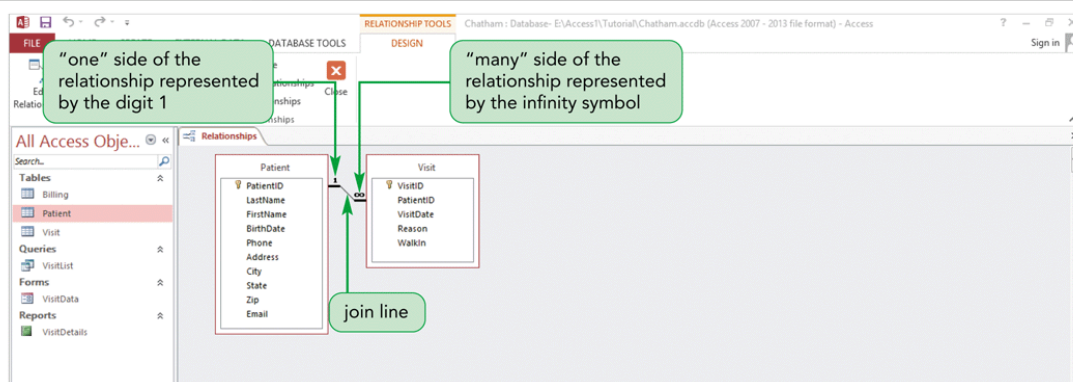 RELATIONSHIP TOOLS
Chatham : Database- E:\Access1\Tutorial\Chatham.accdb (Access 2007 - 2013 file format) - Access
?
Sign in
FILE
DATABASE TOOLS
DESIGN
"one" side of the
relationship represented
by the digit 1
"many" side of the
relationship represented
by the infinity symbol
Close
All Access Obje...
Relationships
Search..
Tables
Billing
Patient
Visit
Queries
VisitList
Forms
VisitData
Reports
VisitDetails
Patient
PatientID
LastName
FirstName
BirthDate
Phone
Address
City
State
Zip
Email
1
∞
Visit
VisitID
PatientID
VisitDate
Reason
WalkIn
join line